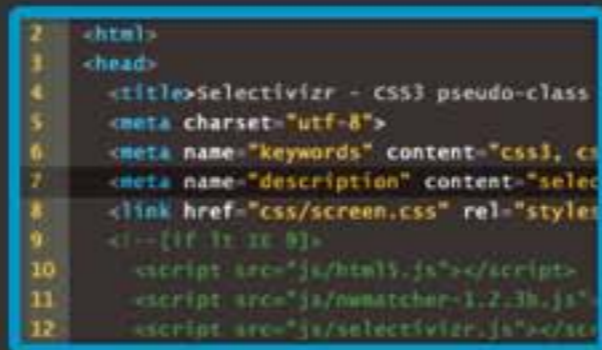 2 <html>
3 <head>
4 <title>Selectivizr - CSS3 pseudo-class
5 <meta charset="utf-8">
6 <meta name="keywords" content="css3, cs
7 <meta name="description" content="selec
8 <link href="css/screen.css" rel="styles
9 <!--[if lt IE 9]>
10 <script src="js/html5.js"></script>
11 <script src="js/nwmatcher-1.2.3b.js"
12 <script src="js/selectivizr.js"></scr